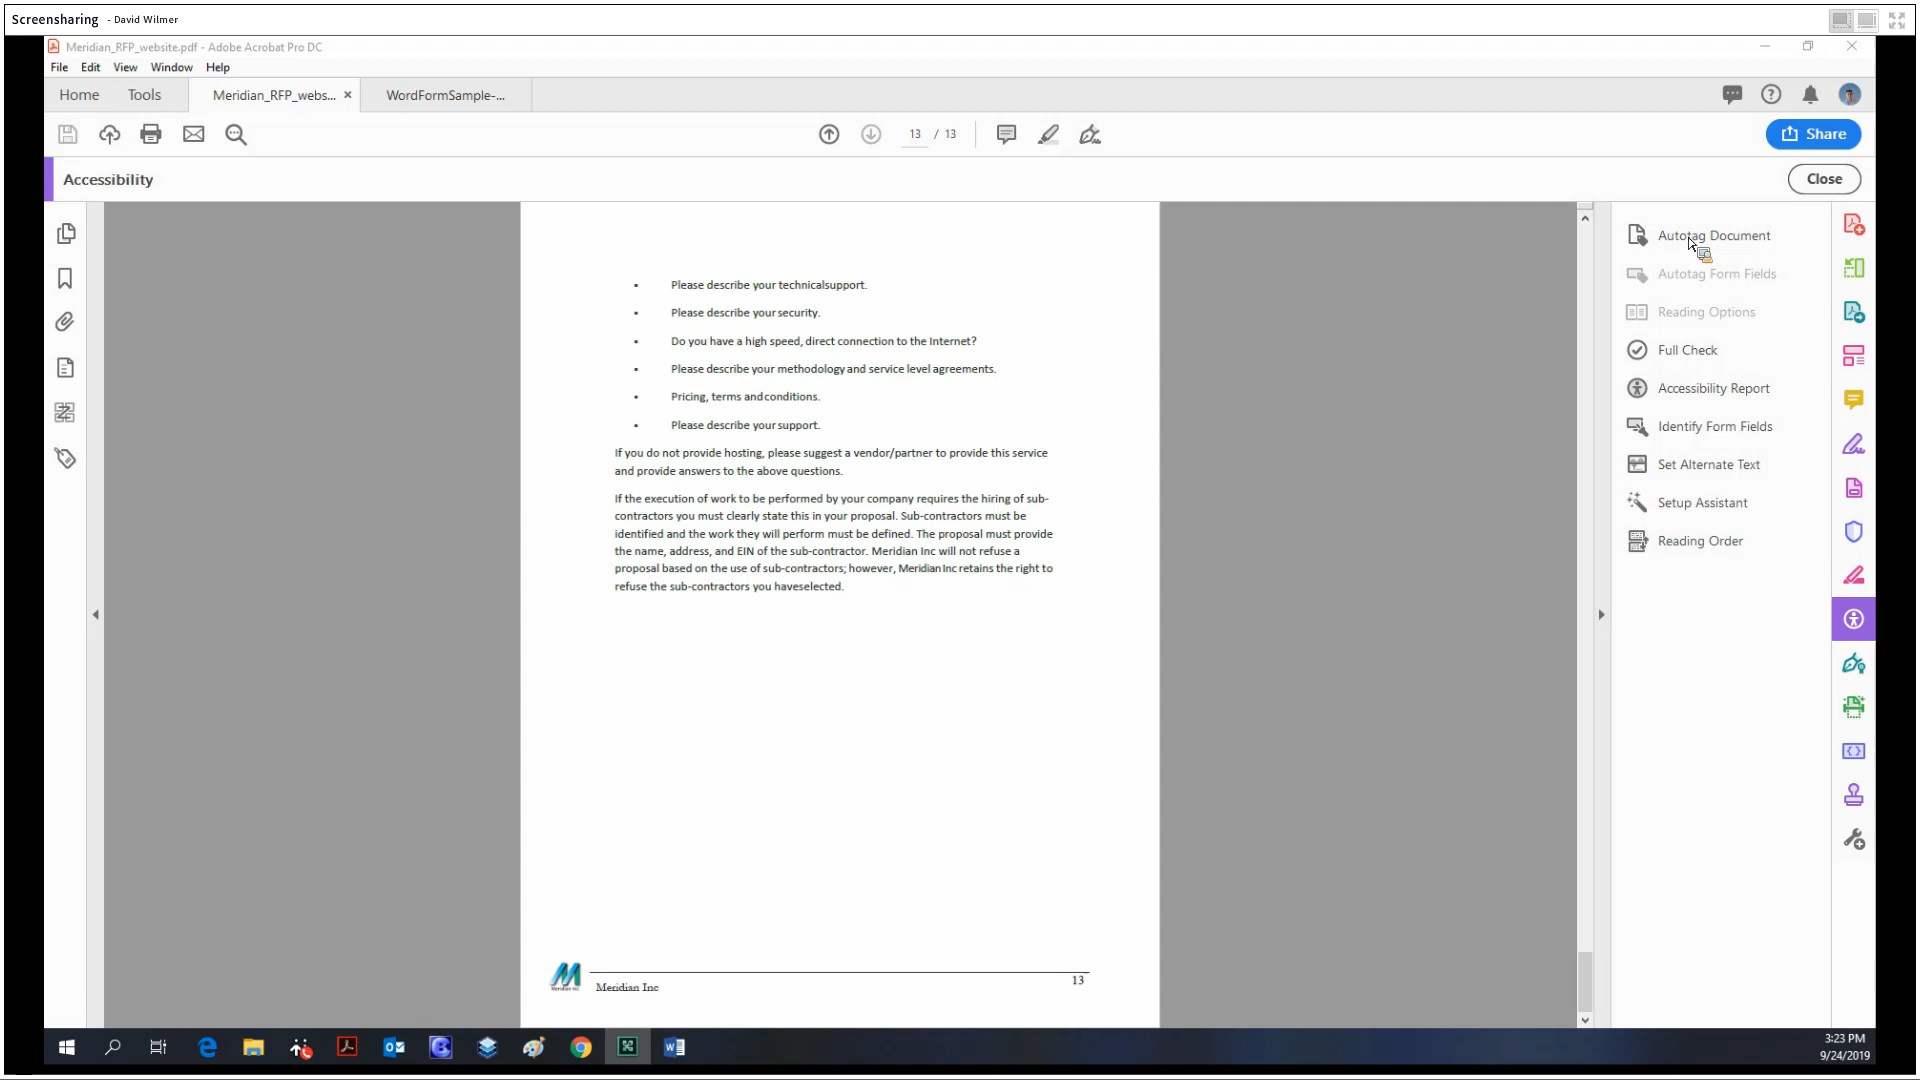 Screensharing - David Wilmer
Meridian_RFP_website.pdf - Adobe Acrobat Pro DC
File Edit View Window Help
Home Tools Meridian_RFP_webs... × WordFormSample-...
13 / 13
Share
Accessibility
Close
Autotag Document
Autotag Form Fields
Reading Options
Full Check
Accessibility Report
Identify Form Fields
Set Alternate Text
Setup Assistant
Reading Order
▪ Please describe your technicalsupport.
▪ Please describe your security.
▪ Do you have a high speed, direct connection to the Internet?
▪ Please describe your methodology and service level agreements.
▪ Pricing, terms andconditions.
▪ Please describe your support.
If you do not provide hosting, please suggest a vendor/partner to provide this service
and provide answers to the above questions.
If the execution of work to be performed by your company requires the hiring of sub-
contractors you must clearly state this in your proposal. Sub-contractors must be
identified and the work they will perform must be defined. The proposal must provide
the name, address, and EIN of the sub-contractor. Meridian Inc will not refuse a
proposal based on the use of sub-contractors; however, Meridian Inc retains the right to
refuse the sub-contractors you haveselected.
Meridian Inc
Meridian Inc
13
3:23 PM
9/24/2019